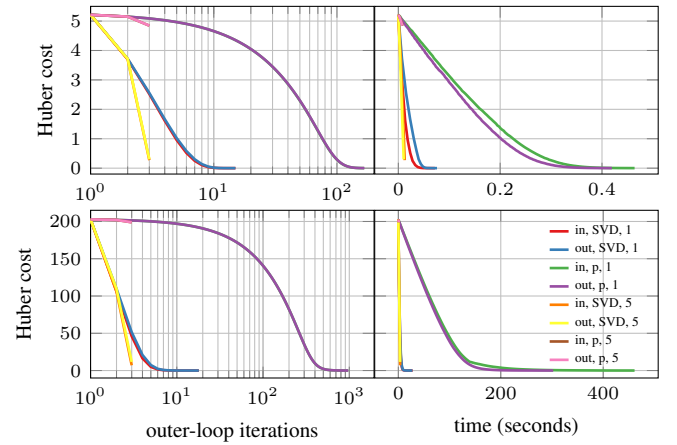 5
4
3
2
1
0
Huber cost
10^0
10^1
10^2
0
0.2
0.4
200
150
100
50
0
Huber cost
in, SVD, 1
out, SVD, 1
in, p, 1
out, p, 1
in, SVD, 5
out, SVD, 5
in, p, 5
out, p, 5
10^0
10^1
10^2
10^3
0
200
400
outer-loop iterations
time (seconds)